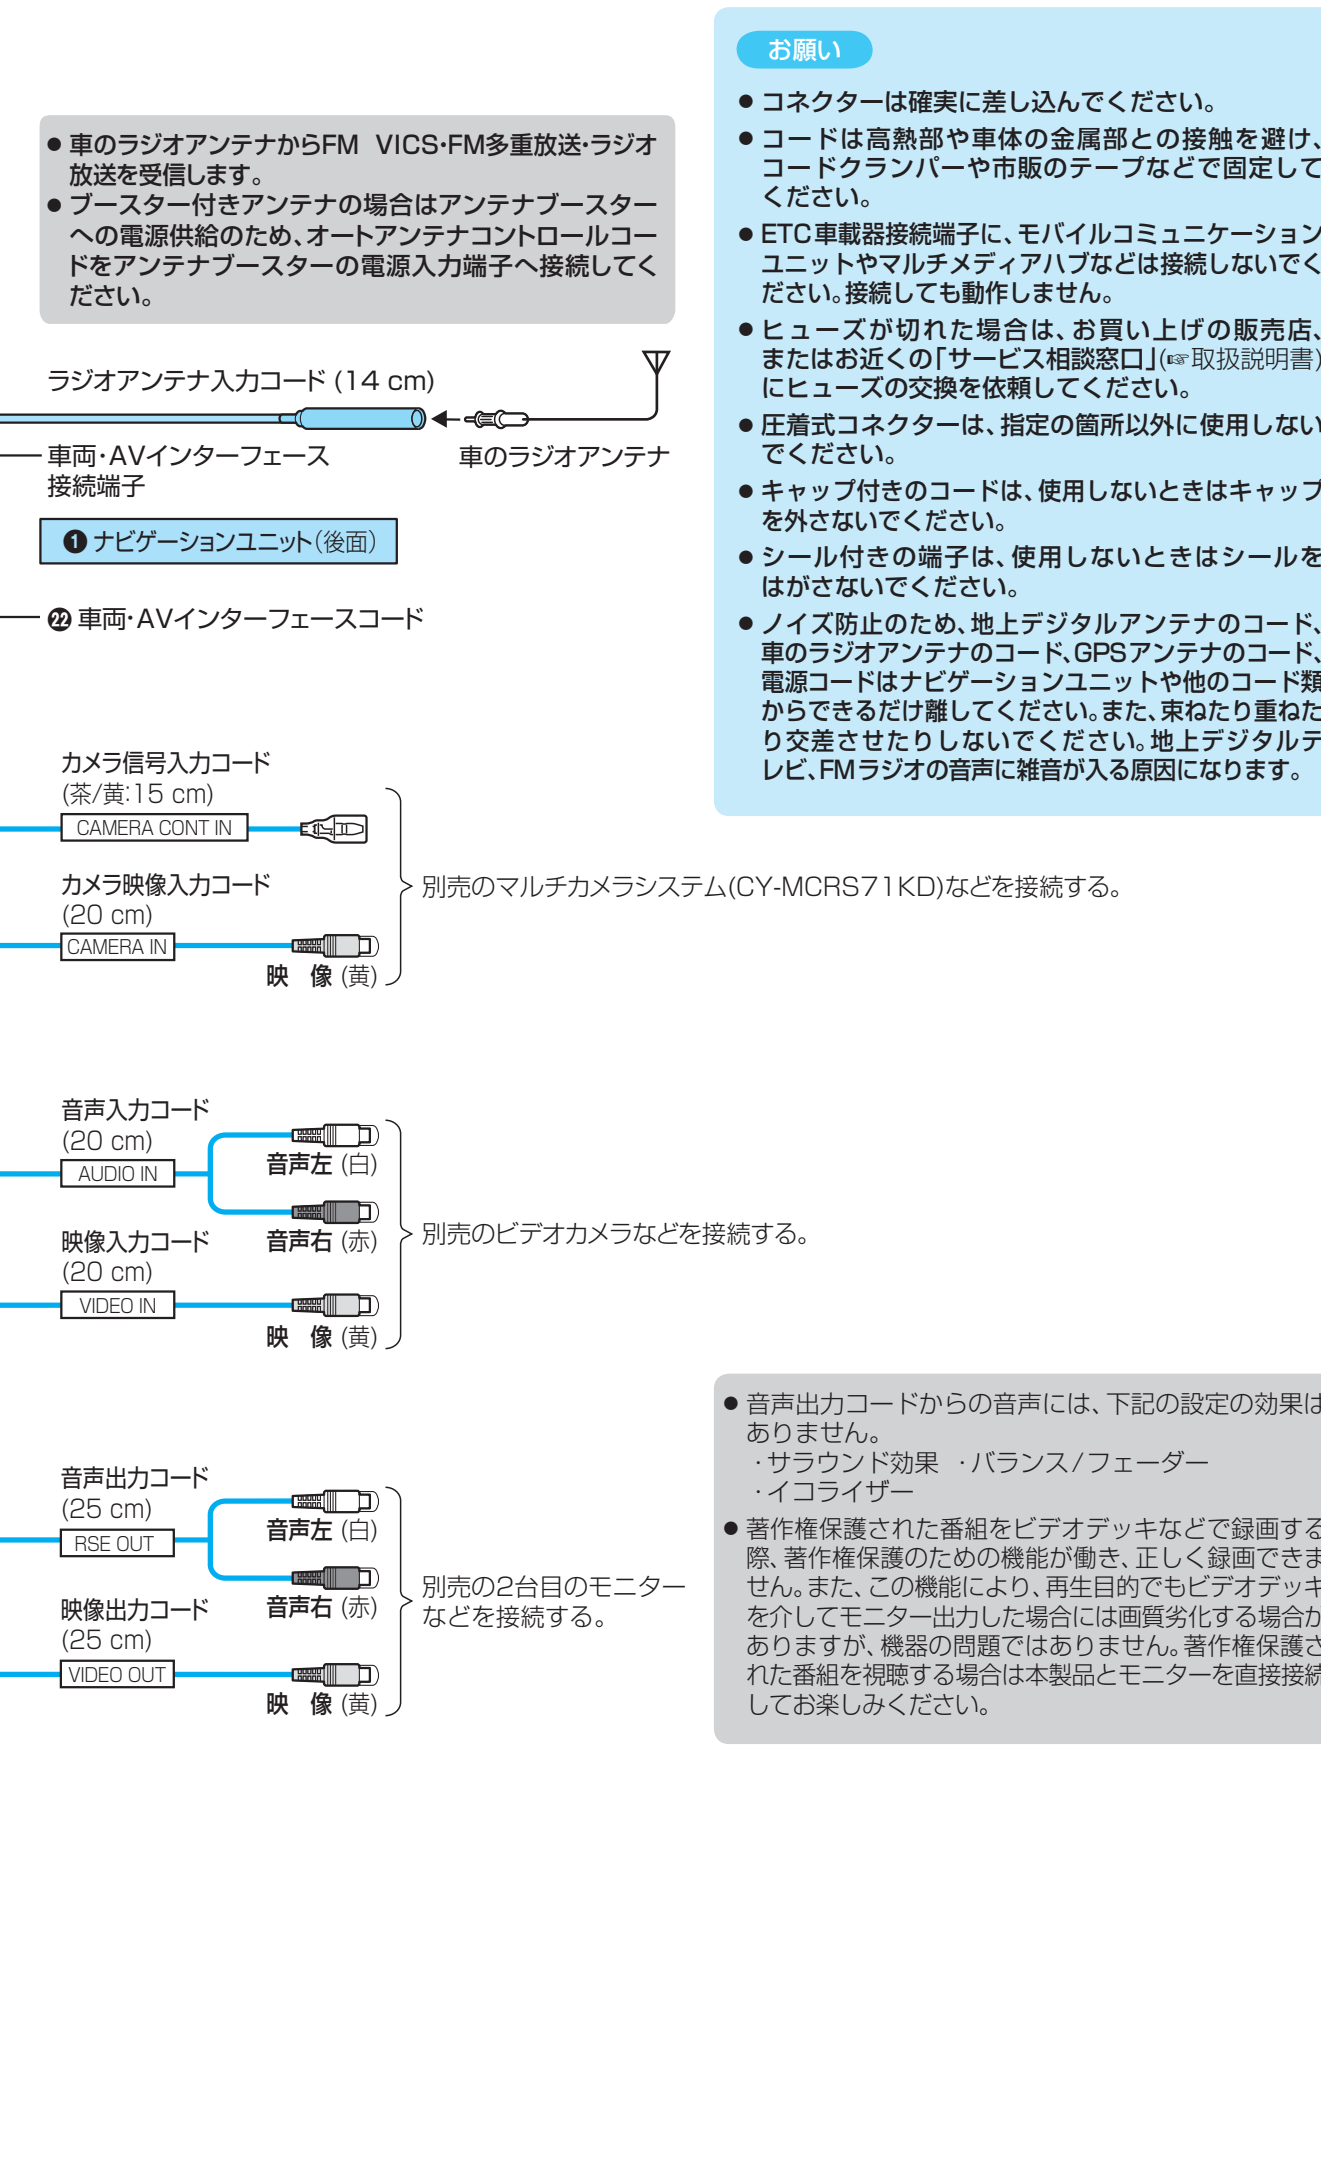 ● 車のラジオアンテナからFM VICS・FM多重放送・ラジオ
放送を受信します。
● ブースター付きアンテナの場合はアンテナブースター
への電源供給のため、オートアンテナコントロールコー
ドをアンテナブースターの電源入力端子へ接続してく
ださい。
ラジオアンテナ入力コード (14 cm)
車両・AVインターフェース
接続端子
車のラジオアンテナ
❶ ナビゲーションユニット(後面)
㉒ 車両・AVインターフェースコード
お願い
● コネクターは確実に差し込んでください。
● コードは高熱部や車体の金属部との接触を避け、
コードクランパーや市販のテープなどで固定して
ください。
● ETC車載器接続端子に、モバイルコミュニケーション
ユニットやマルチメディアハブなどは接続しないでく
ださい。接続しても動作しません。
● ヒューズが切れた場合は、お買い上げの販売店、
またはお近くの「サービス相談窓口」(☞取扱説明書)
にヒューズの交換を依頼してください。
● 圧着式コネクターは、指定の箇所以外に使用しない
でください。
● キャップ付きのコードは、使用しないときはキャップ
を外さないでください。
● シール付きの端子は、使用しないときはシールを
はがさないでください。
● ノイズ防止のため、地上デジタルアンテナのコード、
車のラジオアンテナのコード、GPSアンテナのコード、
電源コードはナビゲーションユニットや他のコード類
からできるだけ離してください。また、束ねたり重ねた
り交差させたりしないでください。地上デジタルテ
レビ、FMラジオの音声に雑音が入る原因になります。
カメラ信号入力コード
(茶/黄:15 cm)
CAMERA CONT IN
カメラ映像入力コード
(20 cm)
CAMERA IN
映 像 (黄)
別売のマルチカメラシステム(CY-MCRS71KD)などを接続する。
音声入力コード
(20 cm)
AUDIO IN
音声左 (白)
音声右 (赤)
映像入力コード
(20 cm)
VIDEO IN
映 像 (黄)
別売のビデオカメラなどを接続する。
音声出力コード
(25 cm)
RSE OUT
音声左 (白)
音声右 (赤)
映像出力コード
(25 cm)
VIDEO OUT
映 像 (黄)
別売の2台目のモニター
などを接続する。
● 音声出力コードからの音声には、下記の設定の効果は
ありません。
・サラウンド効果 ・バランス/フェーダー
・イコライザー
● 著作権保護された番組をビデオデッキなどで録画する
際、著作権保護のための機能が働き、正しく録画できま
せん。また、この機能により、再生目的でもビデオデッキ
を介してモニター出力した場合には画質劣化する場合が
ありますが、機器の問題ではありません。著作権保護さ
れた番組を視聴する場合は本製品とモニターを直接接続
してお楽しみください。